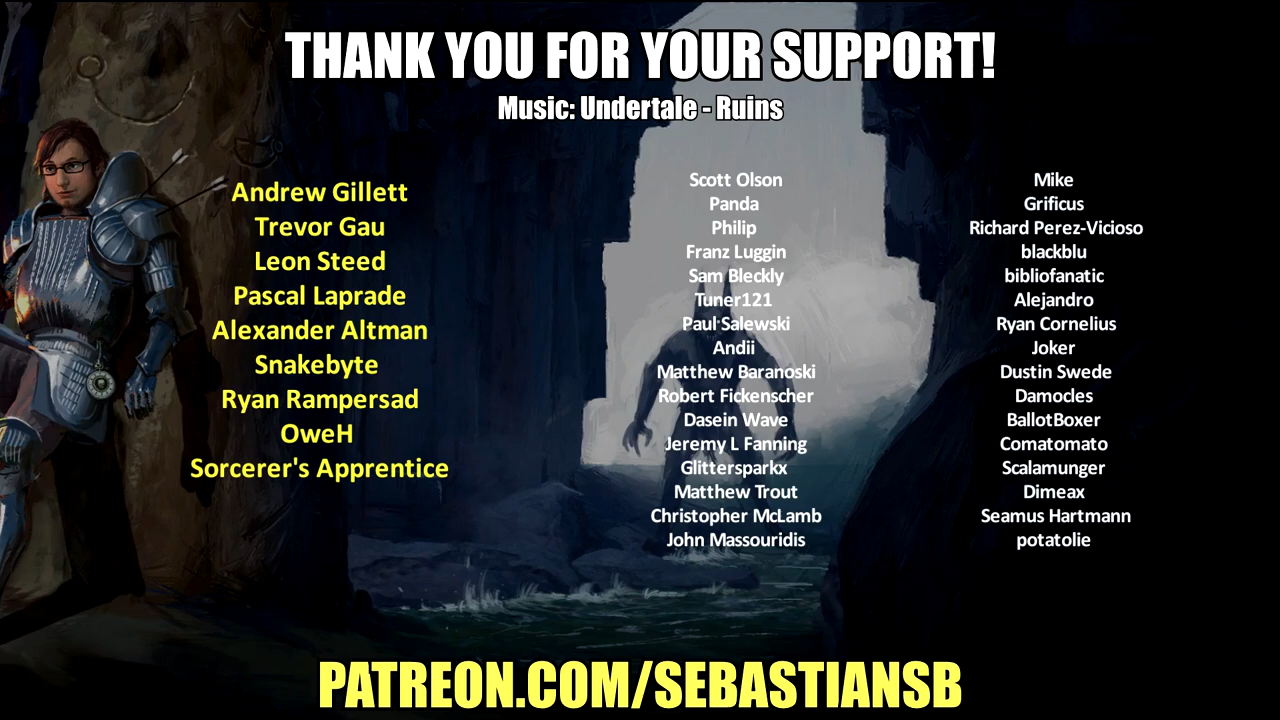 THANK YOU FOR YOUR SUPPORT!
Music: Undertale - Ruins
Andrew Gillett
Trevor Gau
Leon Steed
Pascal Laprade
Alexander Altman
Snakebyte
Ryan Rampersad
OweH
Sorcerer's Apprentice
Scott Olson
Panda
Philip
Franz Luggin
Sam Bleckly
Tuner121
Paul Salewski
Andii
Matthew Baranoski
Robert Fickenscher
Dasein Wave
Jeremy L Fanning
Glittersparkx
Matthew Trout
Christopher McLamb
John Massouridis
Mike
Grificus
Richard Perez-Vicioso
blackblu
bibliofanatic
Alejandro
Ryan Cornelius
Joker
Dustin Swede
Damocles
BallotBoxer
Comatomato
Scalamunger
Dimeax
Seamus Hartmann
potatolie
PATREON.COM/SEBASTIANSB